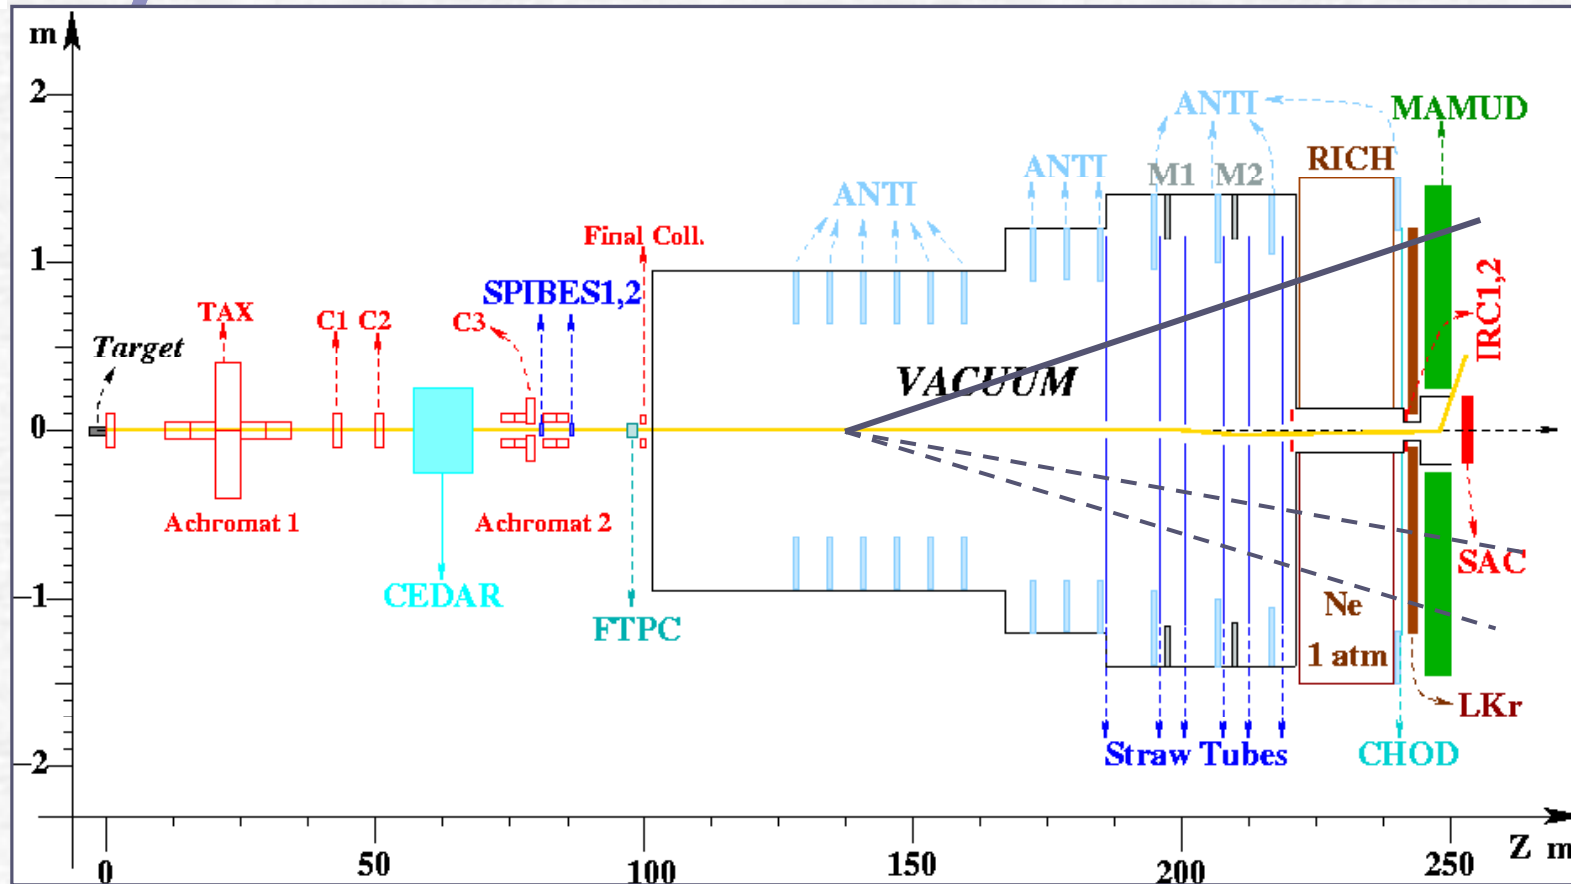 m
2
ANTI
MAMUD
RICH
ANTI
M1 M2
ANTI
Final Coll.
1
SPIBES1,2
IRC1,2
TAX
C1 C2
C3
Target
VACUUM
0
Achromat 1
Achromat 2
SAC
CEDAR
−1
Ne
FTPC
1 atm
LKr
Straw Tubes
CHOD
−2
0 50 100 150 200 250 Z m